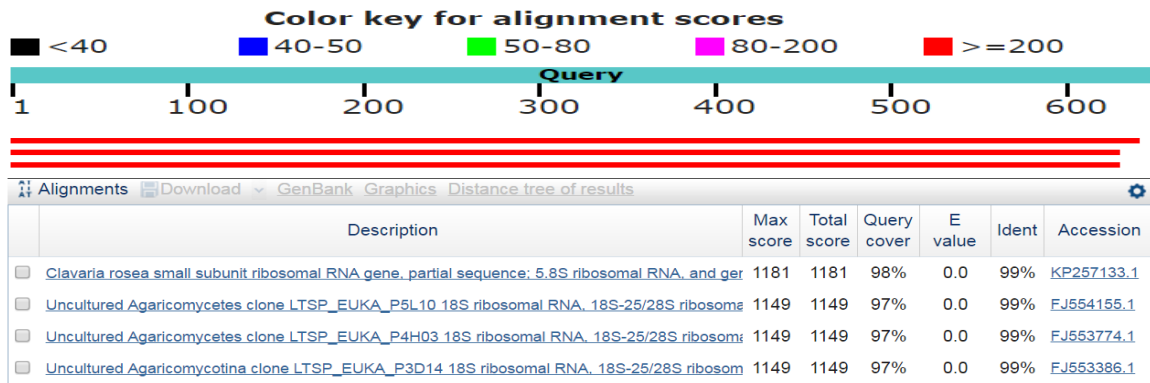 Color key for alignment scores
<40 40-50 50-80 80-200 >=200
Query
1 100 200 300 400 500 600
Alignments Download GenBank Graphics Distance tree of results
Description Max score Total score Query cover E value Ident Accession
Clavaria rosea small subunit ribosomal RNA gene, partial sequence; 5.8S ribosomal RNA, and ger 1181 1181 98% 0.0 99% KP257133.1
Uncultured Agaricomycetes clone LTSP_EUKA_P5L10 18S ribosomal RNA, 18S-25/28S ribosoma 1149 1149 97% 0.0 99% FJ554155.1
Uncultured Agaricomycetes clone LTSP_EUKA_P4H03 18S ribosomal RNA, 18S-25/28S ribosoma 1149 1149 97% 0.0 99% FJ553774.1
Uncultured Agaricomycotina clone LTSP_EUKA_P3D14 18S ribosomal RNA, 18S-25/28S ribosom 1149 1149 97% 0.0 99% FJ553386.1